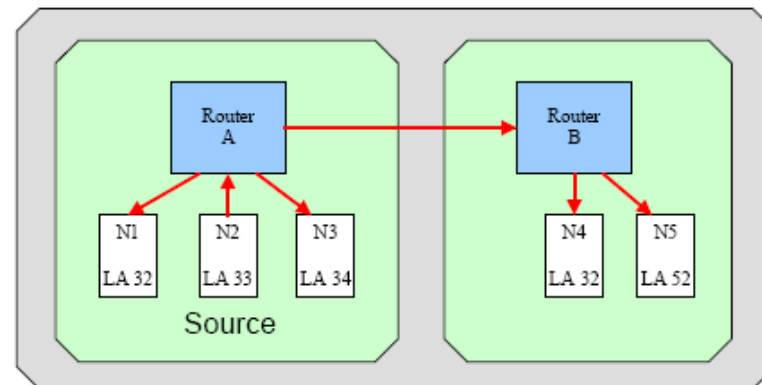 Router
A
Router
B
N1
LA 32
N2
LA 33
N3
LA 34
N4
LA 32
N5
LA 52
Source